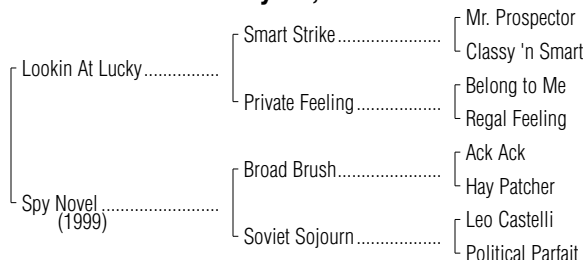 Mr. Prospector
Smart Strike....................
Classy 'n Smart
Lookin At Lucky...............
Belong to Me
Private Feeling................
Regal Feeling
Ack Ack
Broad Brush.....................
Hay Patcher
Spy Novel ........................
(1999)
Leo Castelli
Soviet Sojourn .................
Political Parfait